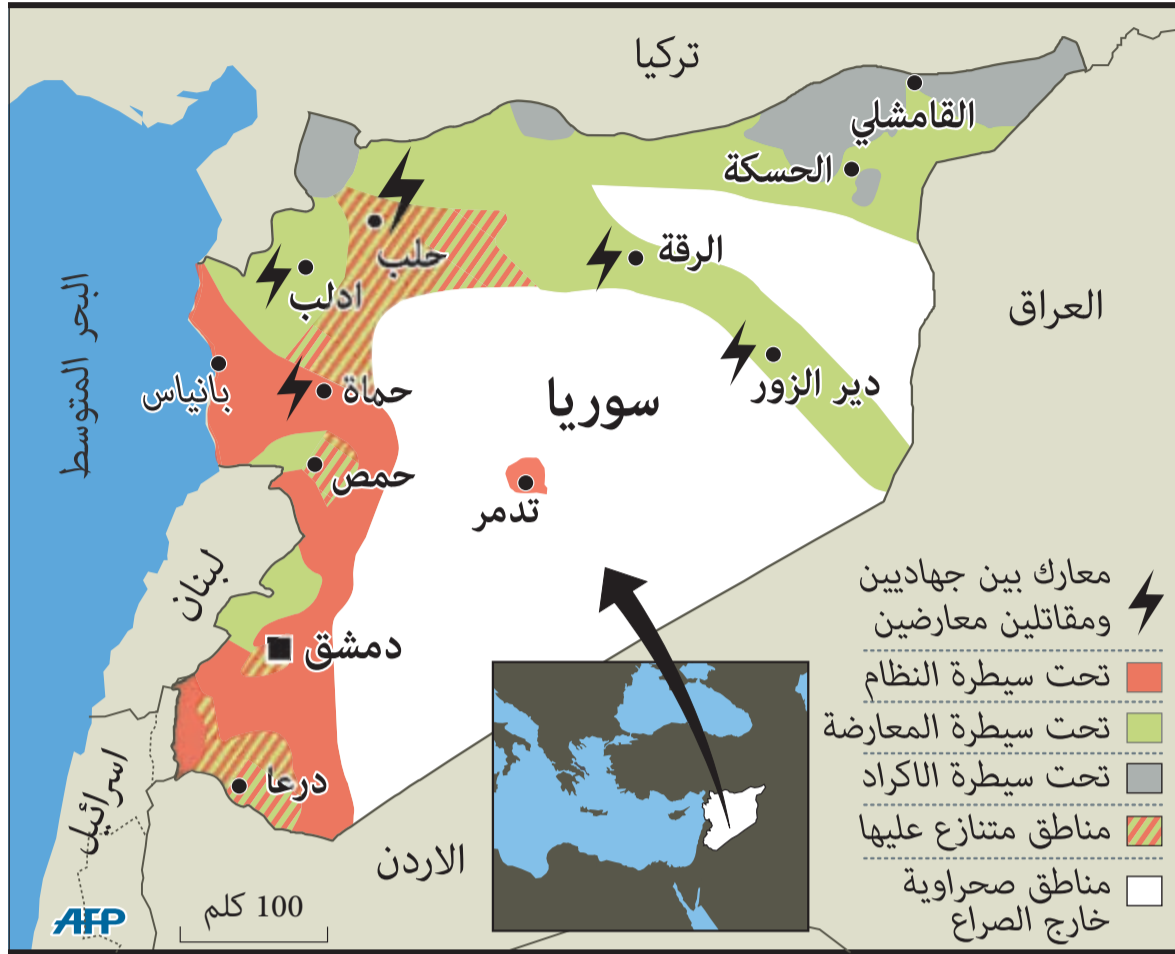 تركيا
القامشلي
الحسكة
حلب
الرقة
ادلب
العراق
البحر المتوسط
دير الزور
بانياس
حماة
سوريا
حمص
تدمر
لبنان
دمشق
درعا
اسرائيل
الاردن
معارك بين جهاديين
ومقاتلين معارضين
تحت سيطرة النظام
تحت سيطرة المعارضة
تحت سيطرة الاكراد
مناطق متنازع عليها
مناطق صحراوية
خارج الصراع
100 كلم
AFP